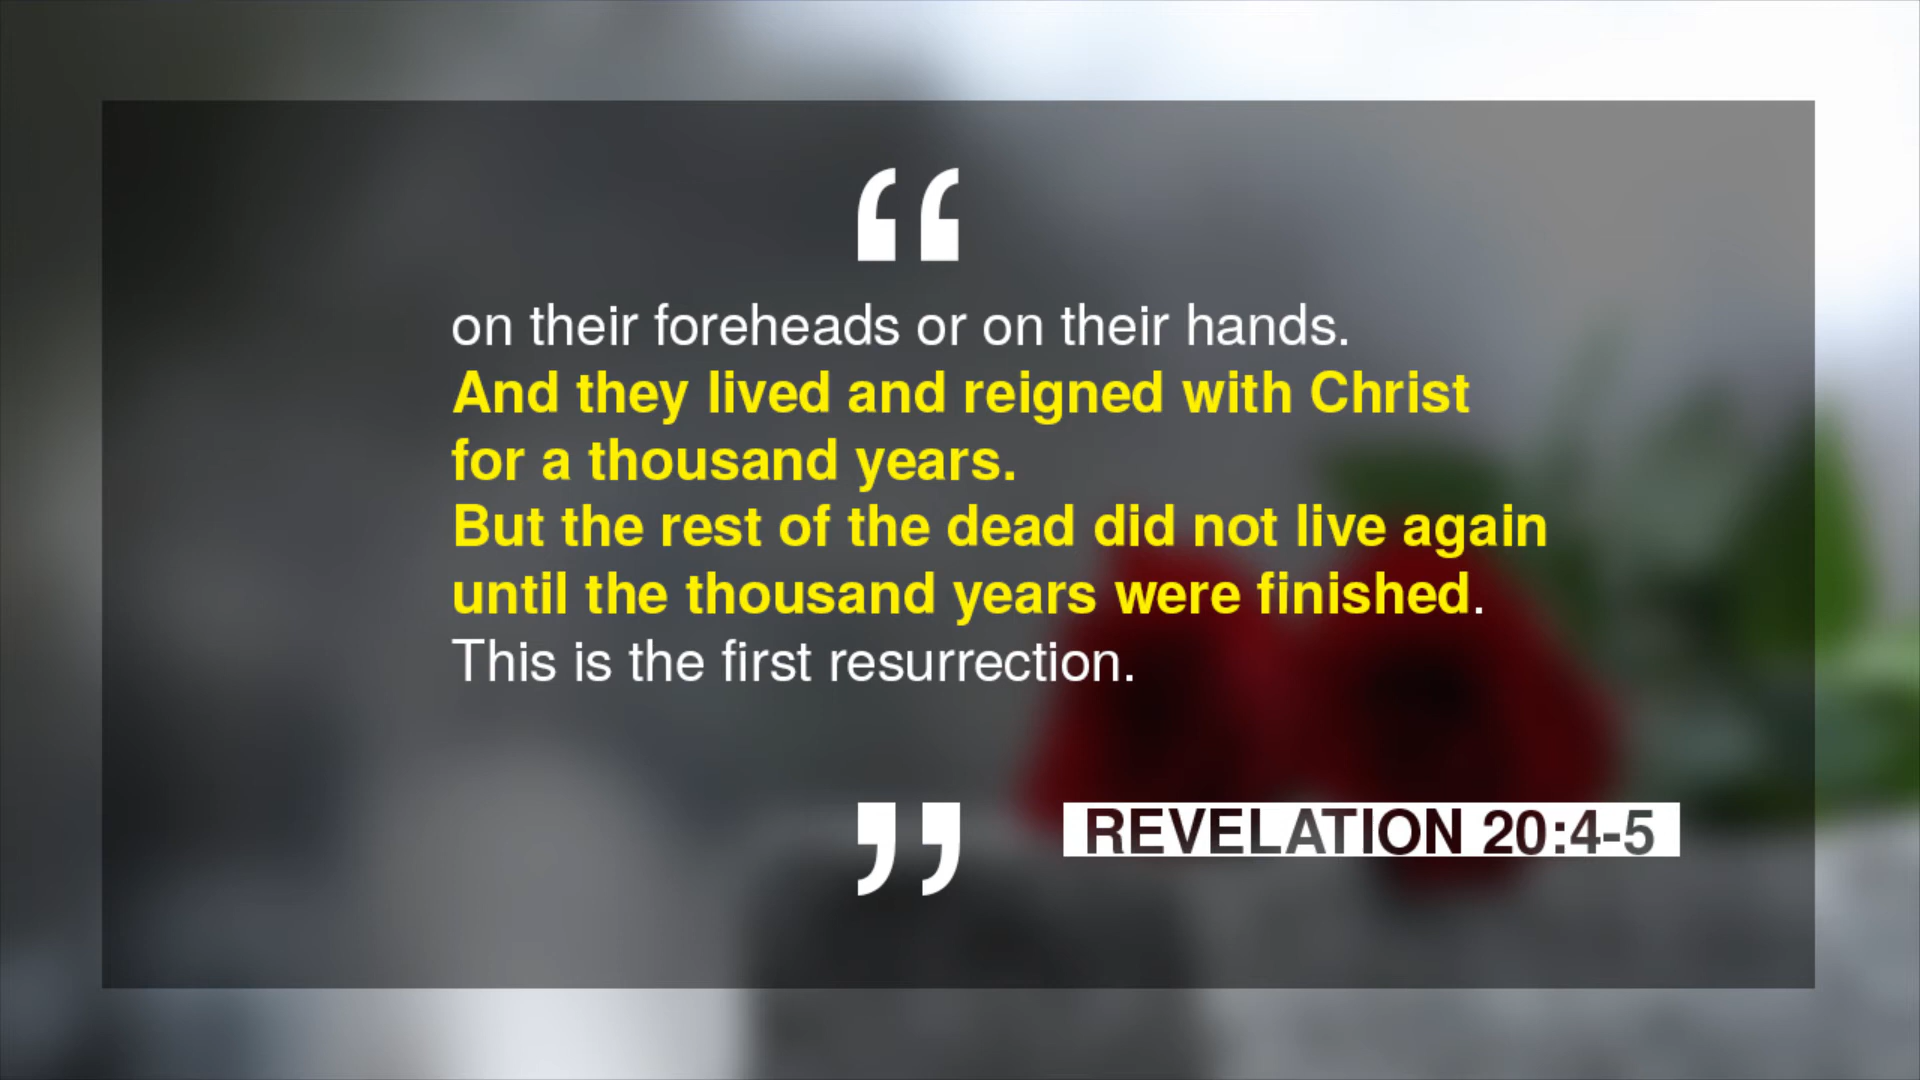 “
on their foreheads or on their hands.
And they lived and reigned with Christ
for a thousand years.
But the rest of the dead did not live again
until the thousand years were finished.
This is the first resurrection.
”
REVELATION 20:4-5